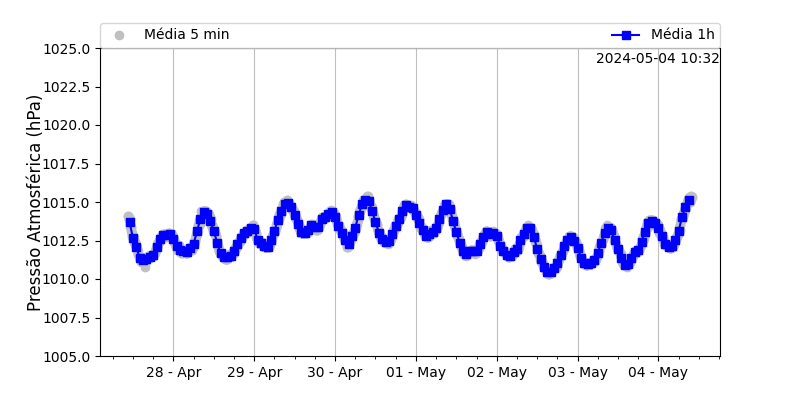 Média 5 min
Média 1h
2024-05-04 10:32
Pressão Atmosférica (hPa)
1025.0
1022.5
1020.0
1017.5
1015.0
1012.5
1010.0
1007.5
1005.0
28 - Apr
29 - Apr
30 - Apr
01 - May
02 - May
03 - May
04 - May